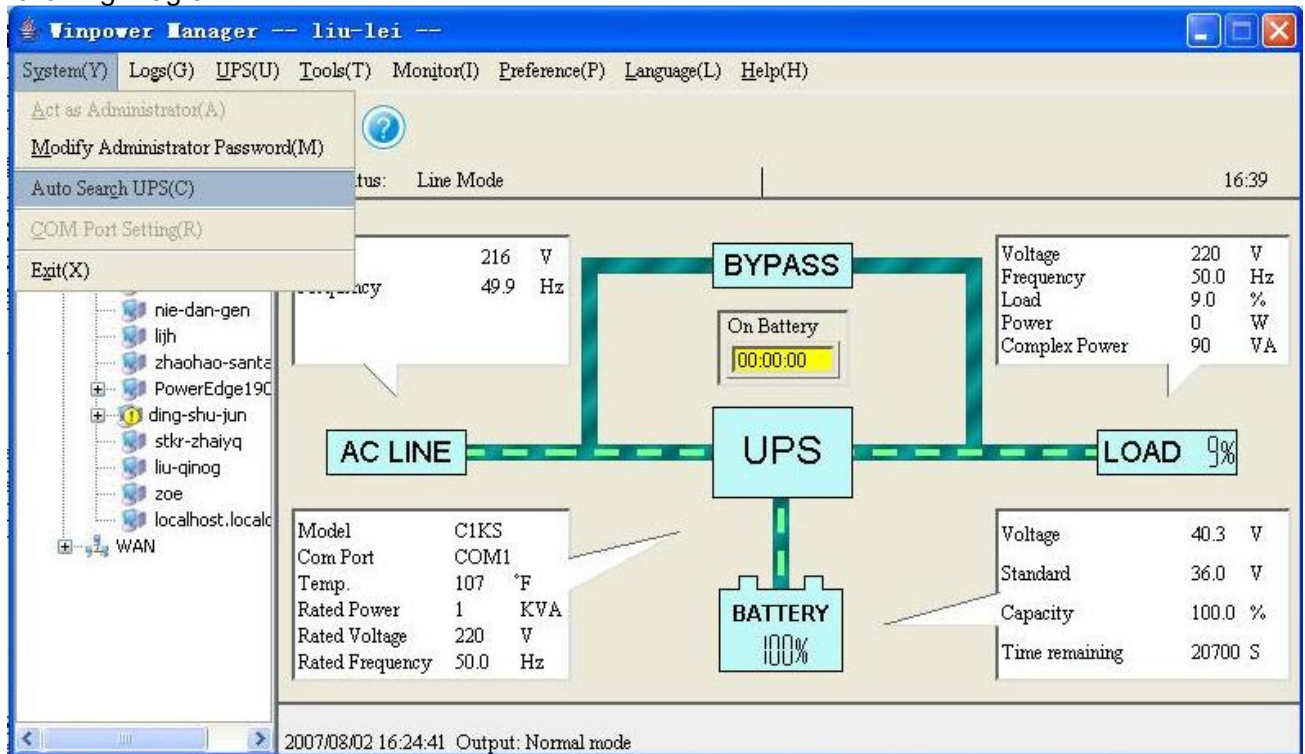 Winpower Manager -- liu-lei --
System(Y) Logs(G) UPS(U) Tools(T) Monitor(I) Preference(P) Language(L) Help(H)
Act as Administrator(A)
Modify Administrator Password(M)
Auto Search UPS(C)
COM Port Setting(R)
Exit(X)
tus: Line Mode
16:39
216 V
49.9 Hz
nie-dan-gen
lijh
zhaohao-santa
PowerEdge190
ding-shu-jun
stkr-zhaiyq
liu-qinog
zoe
localhost.locald
WAN
BYPASS
On Battery
00:00:00
Voltage 220 V
Frequency 50.0 Hz
Load 9.0 %
Power 0 W
Complex Power 90 VA
AC LINE
UPS
LOAD 9%
Model C1KS
Com Port COM1
Temp. 107 °F
Rated Power 1 KVA
Rated Voltage 220 V
Rated Frequency 50.0 Hz
BATTERY
100%
Voltage 40.3 V
Standard 36.0 V
Capacity 100.0 %
Time remaining 20700 S
2007/08/02 16:24:41 Output: Normal mode